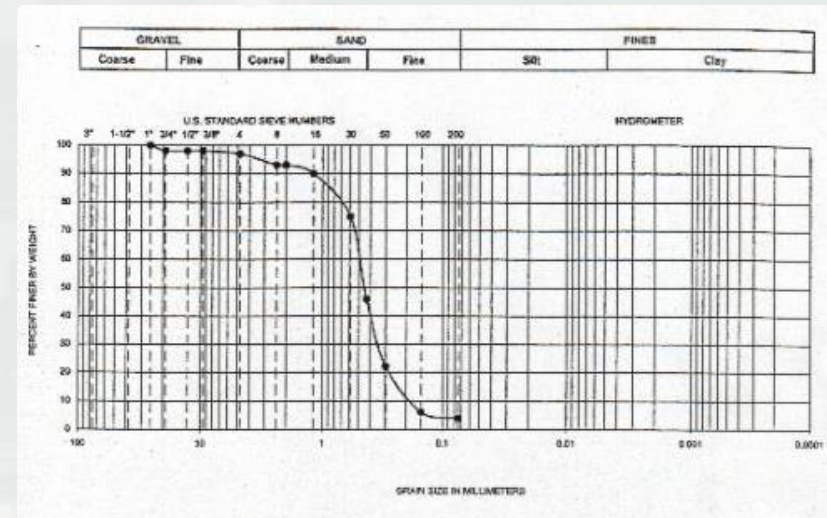 GRAVEL SAND FINES
Coarse Fine Coarse Medium Fine Silt Clay
U.S. STANDARD SIEVE NUMBERS HYDROMETER
3" 1-1/2" 1" 3/4" 1/2" 3/8" 4 8 16 30 50 100 200
100
90
80
70
60
50
40
30
20
10
0
PERCENT FINER BY WEIGHT
100 1 0.1 0.01 0.001 0.0001
GRAIN SIZE IN MILLIMETERS